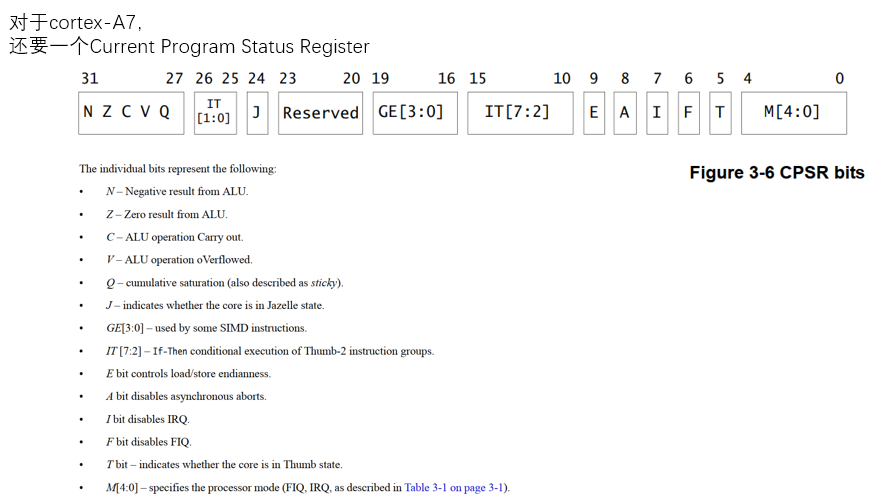 对于cortex-A7,
还要一个Current Program Status Register
31 27 26 25 24 23 20 19 16 15 10 9 8 7 6 5 4 0
N Z C V Q IT [1:0] J Reserved GE[3:0] IT[7:2] E A I F T M[4:0]
The individual bits represent the following:
Figure 3-6 CPSR bits
• N – Negative result from ALU.
• Z – Zero result from ALU.
• C – ALU operation Carry out.
• V – ALU operation oVerflowed.
• Q – cumulative saturation (also described as sticky).
• J – indicates whether the core is in Jazelle state.
• GE[3:0] – used by some SIMD instructions.
• IT [7:2] – If-Then conditional execution of Thumb-2 instruction groups.
• E bit controls load/store endianness.
• A bit disables asynchronous aborts.
• I bit disables IRQ.
• F bit disables FIQ.
• T bit – indicates whether the core is in Thumb state.
• M[4:0] – specifies the processor mode (FIQ, IRQ, as described in Table 3-1 on page 3-1).